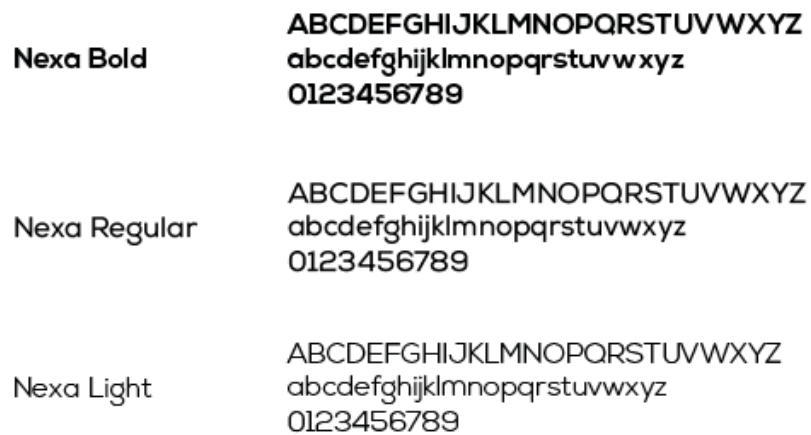 Nexa Bold
ABCDEFGHIJKLMNOPQRSTUVWXYZ
abcdefghijklmnopqrstuvwxyz
0123456789
Nexa Regular
ABCDEFGHIJKLMNOPQRSTUVWXYZ
abcdefghijklmnopqrstuvwxyz
0123456789
Nexa Light
ABCDEFGHIJKLMNOPQRSTUVWXYZ
abcdefghijklmnopqrstuvwxyz
0123456789